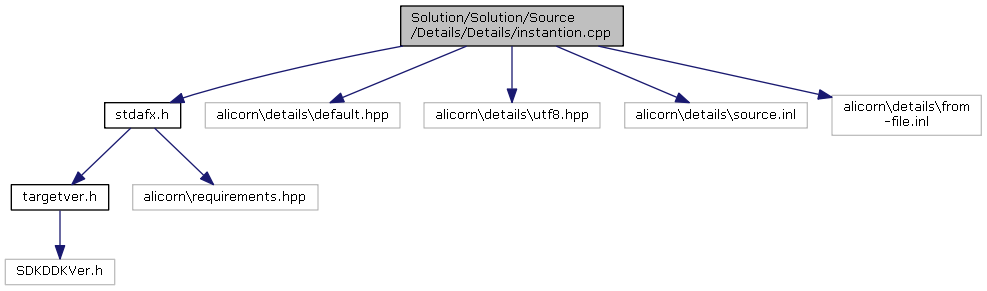 Solution/Solution/Source
/Details/Details/instantion.cpp
stdafx.h
alicorn\details\default.hpp
alicorn\details\utf8.hpp
alicorn\details\source.inl
alicorn\details\from
-file.inl
targetver.h
alicorn\requirements.hpp
SDKDDKVer.h